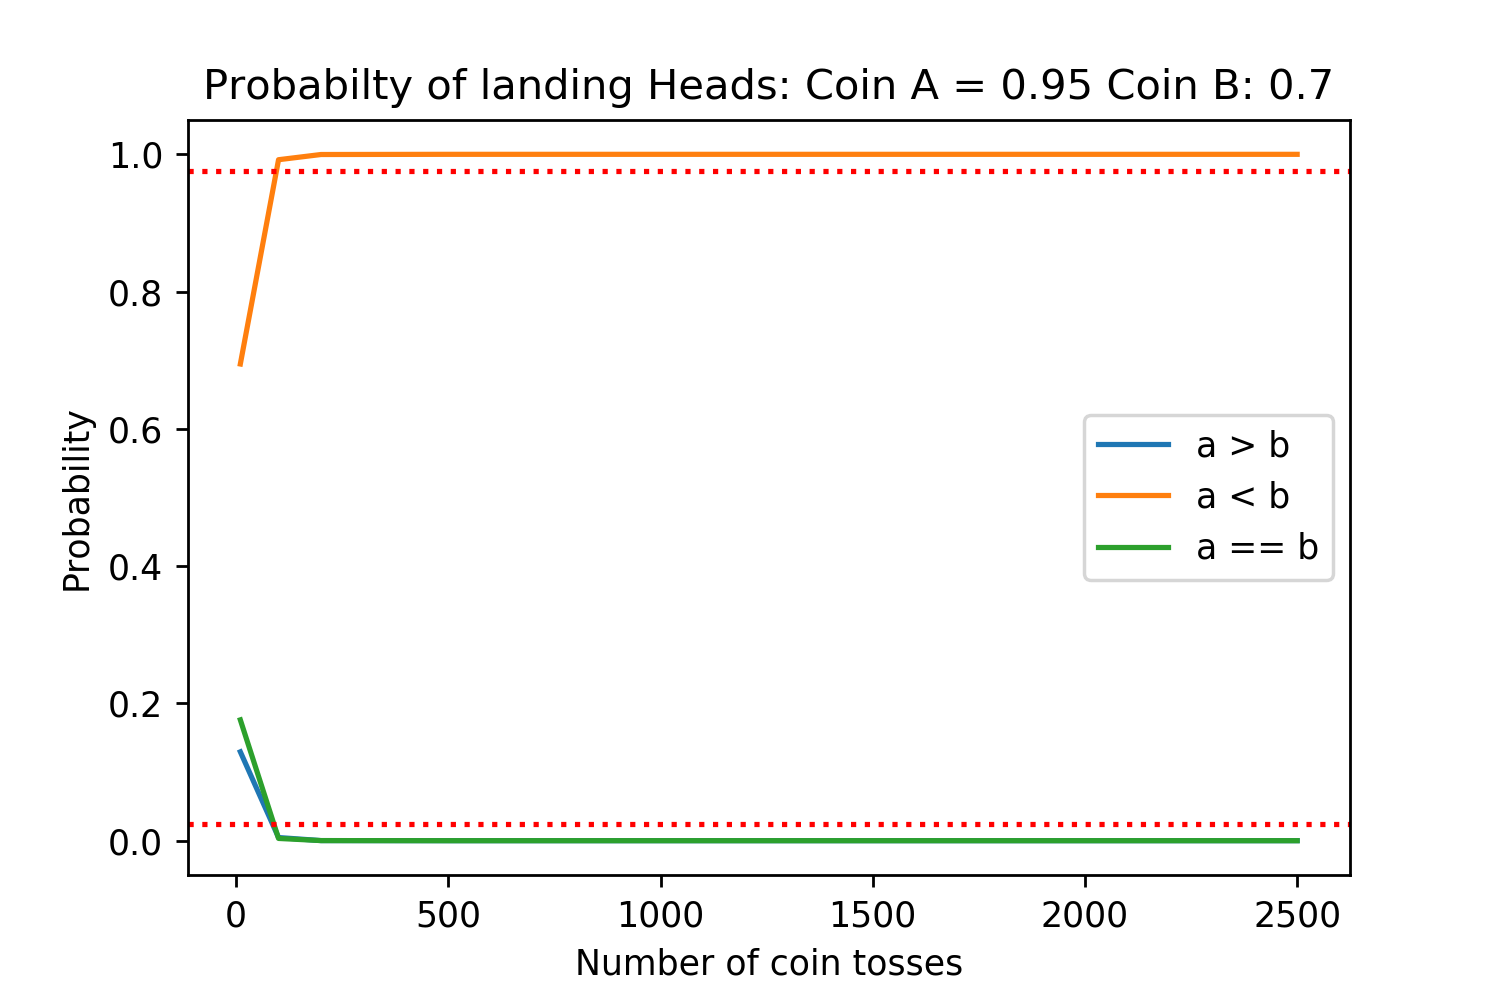 Probabilty of landing Heads: Coin A = 0.95 Coin B: 0.7
1.0
0.8
0.6
0.4
0.2
0.0
Probability
a > b
a < b
a == b
0
500
1000
1500
2000
2500
Number of coin tosses